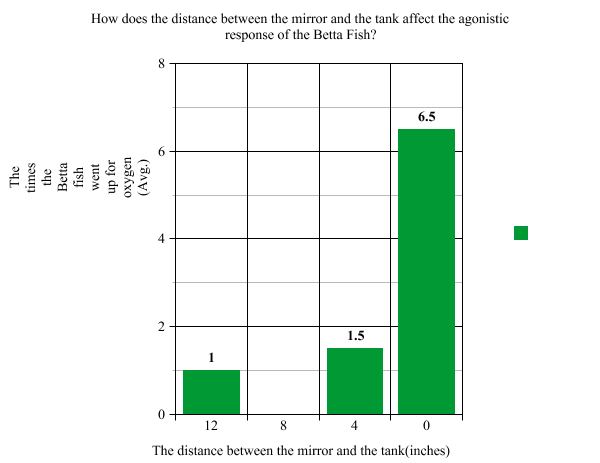 How does the distance between the mirror and the tank affect the agonistic
response of the Betta Fish?
The
times
the
Betta
fish
went
up for
oxygen
(Avg.)
8
6
4
2
0
1
1.5
6.5
12
8
4
0
The distance between the mirror and the tank(inches)